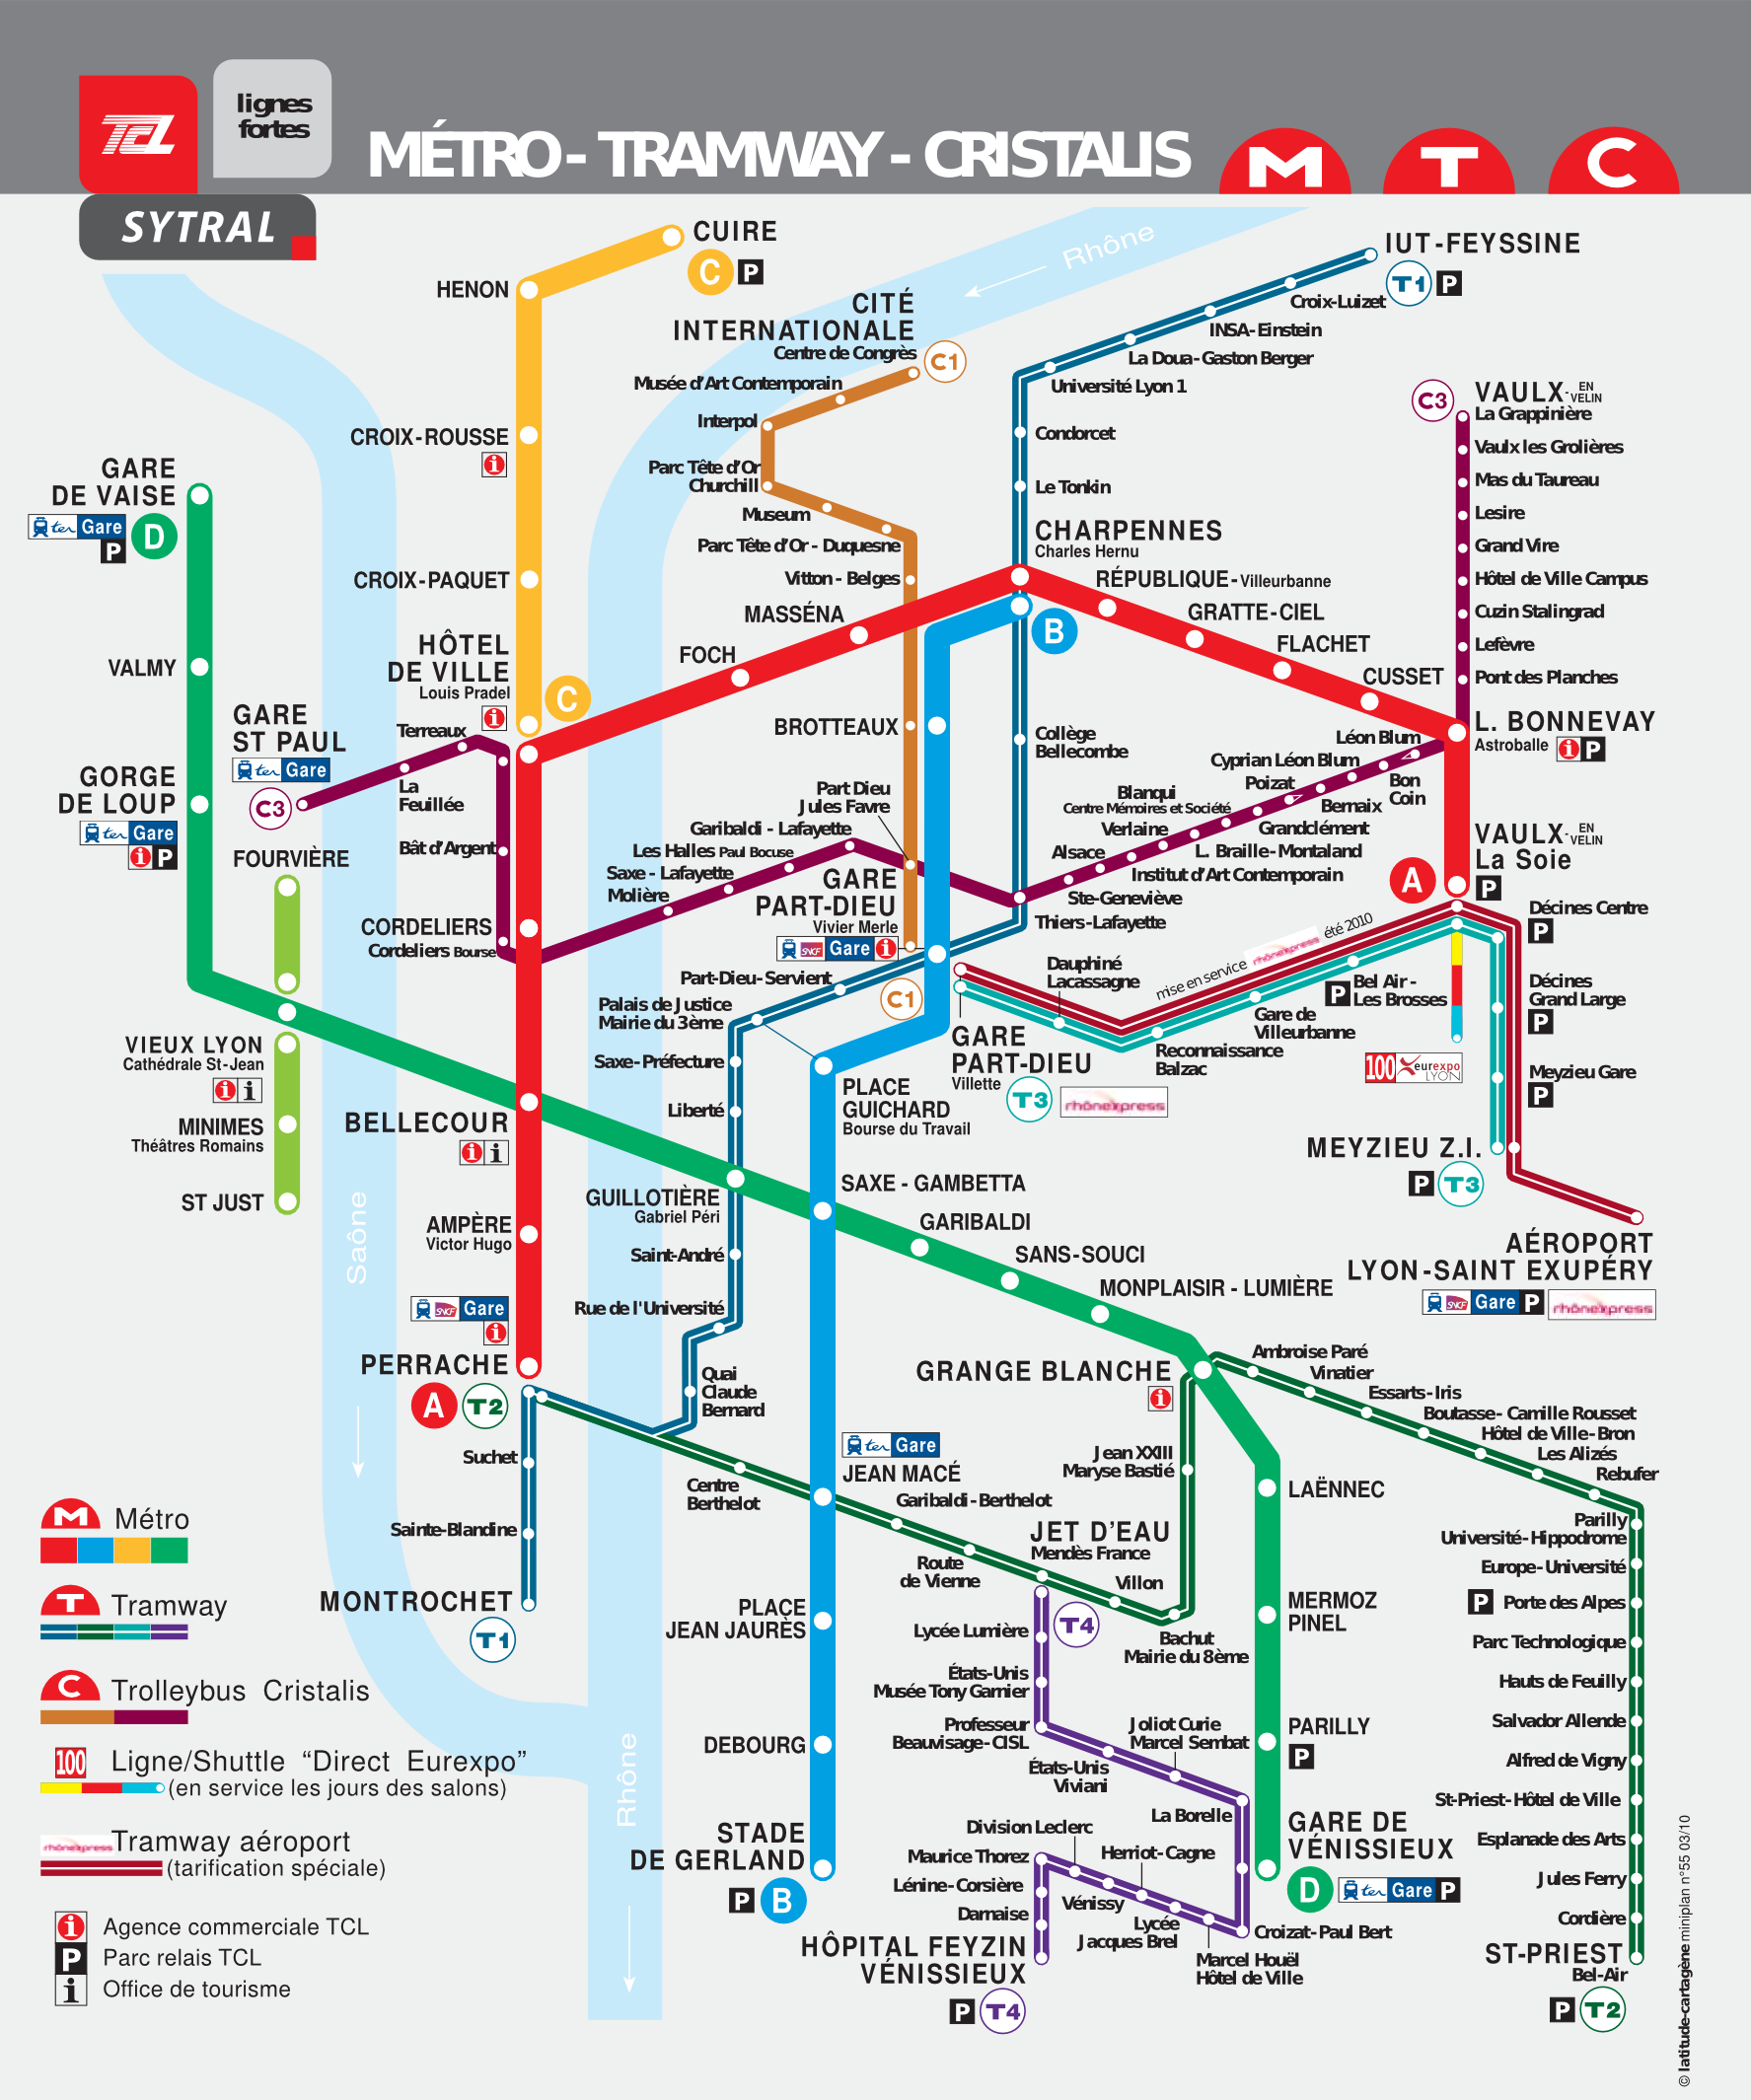 TCL
lignes
fortes
SYTRAL
MÉTRO - TRAMWAY - CRISTALIS
M
T
C
CUIRE
C
P
HENON
CROIX-ROUSSE
i
CROIX-PAQUET
HÔTEL
DE VILLE
Louis Pradel
i
C
Rhône
CITÉ
INTERNATIONALE
Centre de Congrès
C1
Musée d'Art Contemporain
Interpol
Parc Tête d'Or
Churchill
Museum
Parc Tête d'Or - Duquesne
Vitton - Belges
IUT-FEYSSINE
T1
P
Croix-Luizet
INSA-Einstein
La Doua-Gaston Berger
Université Lyon 1
Condorcet
Le Tonkin
CHARPENNES
Charles Hernu
B
RÉPUBLIQUE-Villeurbanne
GRATTE-CIEL
FLACHET
CUSSET
C3
VAULX-EN VELIN
La Grappinière
Vaulx les Grolières
Mas du Taureau
Lesire
Grand Vire
Hôtel de Ville Campus
Cuzin Stalingrad
Lefèvre
Pont des Planches
L. BONNEVAY
Astroballe
i
P
GARE
DE VAISE
ter Gare
P
D
VALMY
GARE
ST PAUL
ter Gare
C3
GORGE
DE LOUP
ter Gare
i
P
FOURVIÈRE
Terreaux
La
Feuillée
Bât d'Argent
CORDELIERS
Cordeliers Bourse
MASSÉNA
FOCH
BROTTEAUX
Part Dieu
Jules Favre
Garibaldi - Lafayette
Les Halles Paul Bocuse
Saxe - Lafayette
Molière
GARE
PART-DIEU
Vivier Merle
SNCF Gare
i
C1
Collège
Bellecombe
Léon Blum
Cyprian Léon Blum
Poizat
Blanqui
Centre Mémoires et Société
Verlaine
Alsace
Bon
Coin
Bernaix
Grandclément
L. Braille-Montaland
Institut d'Art Contemporain
Ste-Geneviève
Thiers-Lafayette
VAULX-EN VELIN
La Soie
A
P
Décines Centre
P
Décines
Grand Large
P
Meyzieu Gare
P
mise en service rhônexpress été 2010
Dauphiné
Lacassagne
P
Bel Air -
Les Brosses
Gare de
Villeurbanne
Reconnaissance
Balzac
100 eurexpo
LYON
GARE
PART-DIEU
Villette
T3
rhônexpress
MEYZIEU Z.I.
P
T3
AÉROPORT
LYON-SAINT EXUPÉRY
SNCF Gare P
rhônexpress
Part-Dieu-Servient
Palais de Justice
Mairie du 3ème
Saxe-Préfecture
Liberté
PLACE
GUICHARD
Bourse du Travail
VIEUX LYON
Cathédrale St-Jean
i
i
MINIMES
Théâtres Romains
ST JUST
Saône
BELLECOUR
i
i
AMPÈRE
Victor Hugo
SNCF Gare
i
PERRACHE
A
T2
GUILLOTIÈRE
Gabriel Péri
Saint-André
Rue de l'Université
Quai
Claude
Bernard
SAXE - GAMBETTA
GARIBALDI
SANS-SOUCI
MONPLAISIR - LUMIÈRE
GRANGE BLANCHE
i
Ambroise Paré
Vinatier
Essarts-Iris
Boutasse-Camille Rousset
Hôtel de Ville-Bron
Les Alizés
Rebufer
Parilly
Université-Hippodrome
Europe-Université
P
Porte des Alpes
Parc Technologique
Hauts de Feuilly
Salvador Allende
Alfred de Vigny
St-Priest-Hôtel de Ville
Esplanade des Arts
Jules Ferry
Cordière
ST-PRIEST
Bel-Air
P
T2
Suchet
Sainte-Blandine
MONTROCHET
T1
Centre
Berthelot
ter Gare
JEAN MACÉ
Garibaldi-Berthelot
Route
de Vienne
JET D'EAU
Mendès France
Villon
Jean XXIII
Maryse Bastié
Bachut
Mairie du 8ème
LAËNNEC
MERMOZ
PINEL
PARILLY
P
GARE DE
VÉNISSIEUX
D
ter Gare P
PLACE
JEAN JAURÈS
DEBOURG
STADE
DE GERLAND
P
B
Rhône
T4
Lycée Lumière
États-Unis
Musée Tony Garnier
Professeur
Beauvisage-CISL
Joliot Curie
Marcel Sembat
États-Unis
Viviani
La Borelle
Division Leclerc
Herriot-Cagne
Maurice Thorez
Lénine-Corsière
Darnaise
Vénissy
Lycée
Jacques Brel
Croizat-Paul Bert
Marcel Houël
Hôtel de Ville
HÔPITAL FEYZIN
VÉNISSIEUX
P
T4
M Métro
T Tramway
C Trolleybus Cristalis
100 Ligne/Shuttle “Direct Eurexpo”
(en service les jours des salons)
rhônexpress Tramway aéroport
(tarification spéciale)
i Agence commerciale TCL
P Parc relais TCL
i Office de tourisme
© latitude-cartagène miniplan n°55 03/10